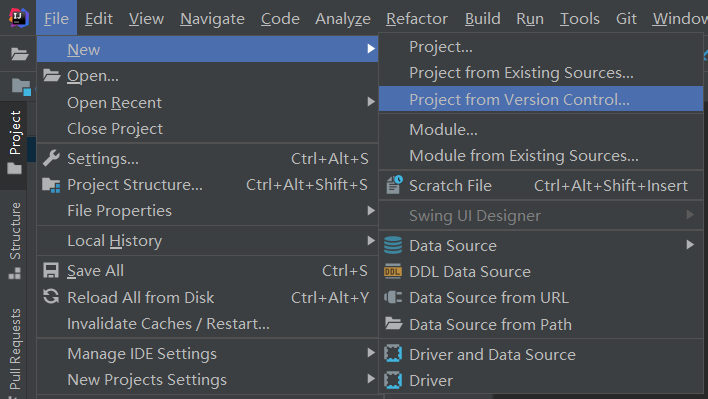 File Edit View Navigate Code Analyze Refactor Build Run Tools Git Window
New
Open...
Open Recent
Close Project
Settings... Ctrl+Alt+S
Project Structure... Ctrl+Alt+Shift+S
File Properties
Local History
Save All Ctrl+S
Reload All from Disk Ctrl+Alt+Y
Invalidate Caches / Restart...
Manage IDE Settings
New Projects Settings
Project...
Project from Existing Sources...
Project from Version Control...
Module...
Module from Existing Sources...
Scratch File Ctrl+Alt+Shift+Insert
Swing UI Designer
Data Source
DDL Data Source
Data Source from URL
Data Source from Path
Driver and Data Source
Driver
Project
Structure
Pull Requests
IJ
DDL